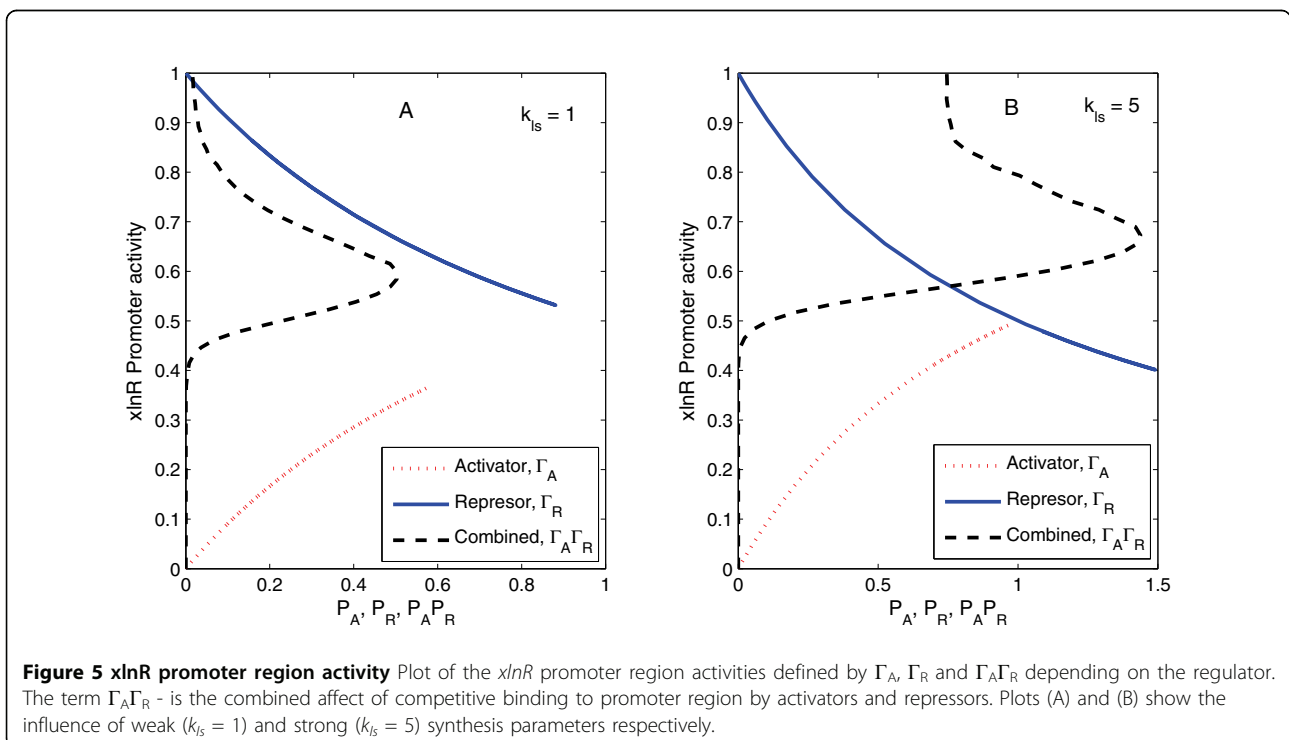 A
k_ls = 1
xlnR Promoter activity
1
0.9
0.8
0.7
0.6
0.5
0.4
0.3
0.2
0.1
0
0 0.2 0.4 0.6 0.8 1
P_A, P_R, P_AP_R
Activator, Γ_A
Represor, Γ_R
Combined, Γ_AΓ_R
B
k_ls = 5
xlnR Promoter activity
1
0.9
0.8
0.7
0.6
0.5
0.4
0.3
0.2
0.1
0
0 0.5 1 1.5
P_A, P_R, P_AP_R
Activator, Γ_A
Represor, Γ_R
Combined, Γ_AΓ_R
Figure 5 xlnR promoter region activity Plot of the xlnR promoter region activities defined by Γ_A, Γ_R and Γ_AΓ_R depending on the regulator.
The term Γ_AΓ_R - is the combined affect of competitive binding to promoter region by activators and repressors. Plots (A) and (B) show the
influence of weak (k_ls = 1) and strong (k_ls = 5) synthesis parameters respectively.